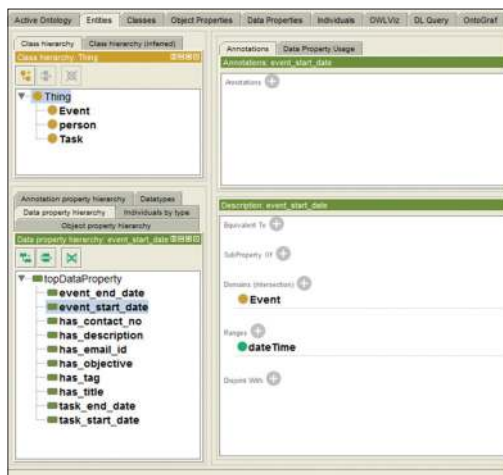 Active Ontology Entities Classes Object Properties Data Properties Individuals OWLViz DL Query OntoGraf
Class hierarchy Class hierarchy (inferred)
Class hierarchy: Thing
Thing
Event
person
Task
Annotation property hierarchy Datatypes
Data property hierarchy Individuals by type
Object property hierarchy
Data property hierarchy: event_start_date
topDataProperty
event_end_date
event_start_date
has_contact_no
has_description
has_email_id
has_objective
has_tag
has_title
task_end_date
task_start_date
Annotations Data Property Usage
Annotations: event_start_date
Annotations
Description: event_start_date
Equivalent To
SubProperty Of
Domains (intersection)
Event
Ranges
dateTime
Disjoint With